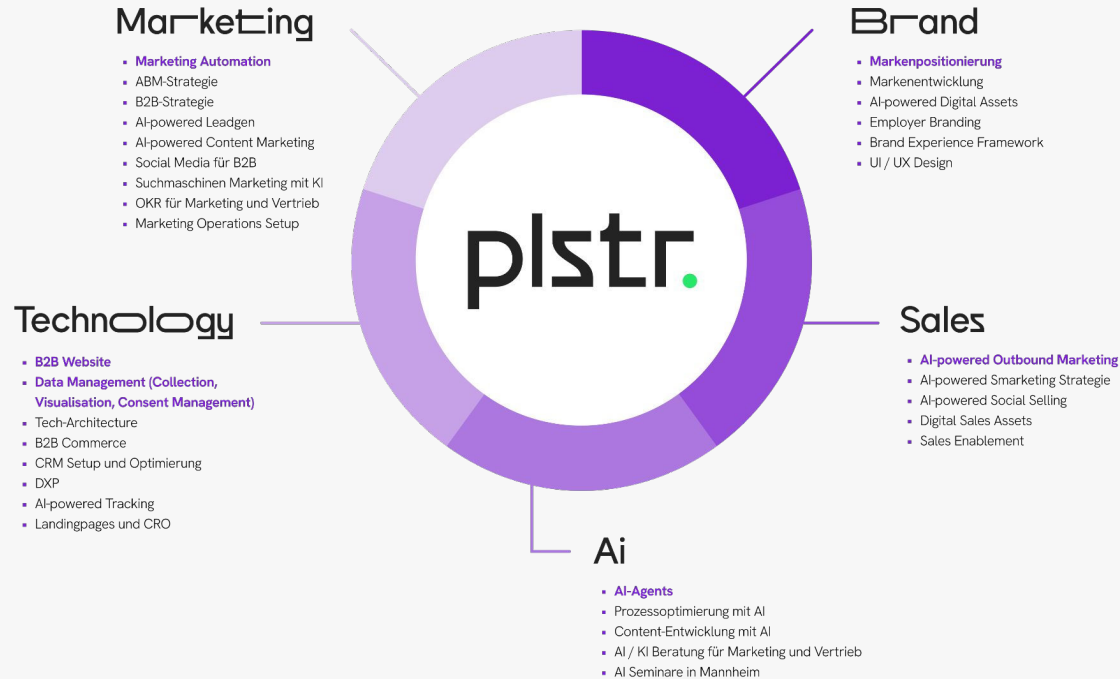 Marketing
Marketing Automation
ABM-Strategie
B2B-Strategie
AI-powered Leadgen
AI-powered Content Marketing
Social Media für B2B
Suchmaschinen Marketing mit KI
OKR für Marketing und Vertrieb
Marketing Operations Setup
Brand
Markenpositionierung
Markenentwicklung
AI-powered Digital Assets
Employer Branding
Brand Experience Framework
UI / UX Design
plstr.
Technology
B2B Website
Data Management (Collection,
Visualisation, Consent Management)
Tech-Architecture
B2B Commerce
CRM Setup und Optimierung
DXP
AI-powered Tracking
Landingpages und CRO
Sales
AI-powered Outbound Marketing
AI-powered Smarketing Strategie
AI-powered Social Selling
Digital Sales Assets
Sales Enablement
Ai
AI-Agents
Prozessoptimierung mit AI
Content-Entwicklung mit AI
AI / KI Beratung für Marketing und Vertrieb
AI Seminare in Mannheim